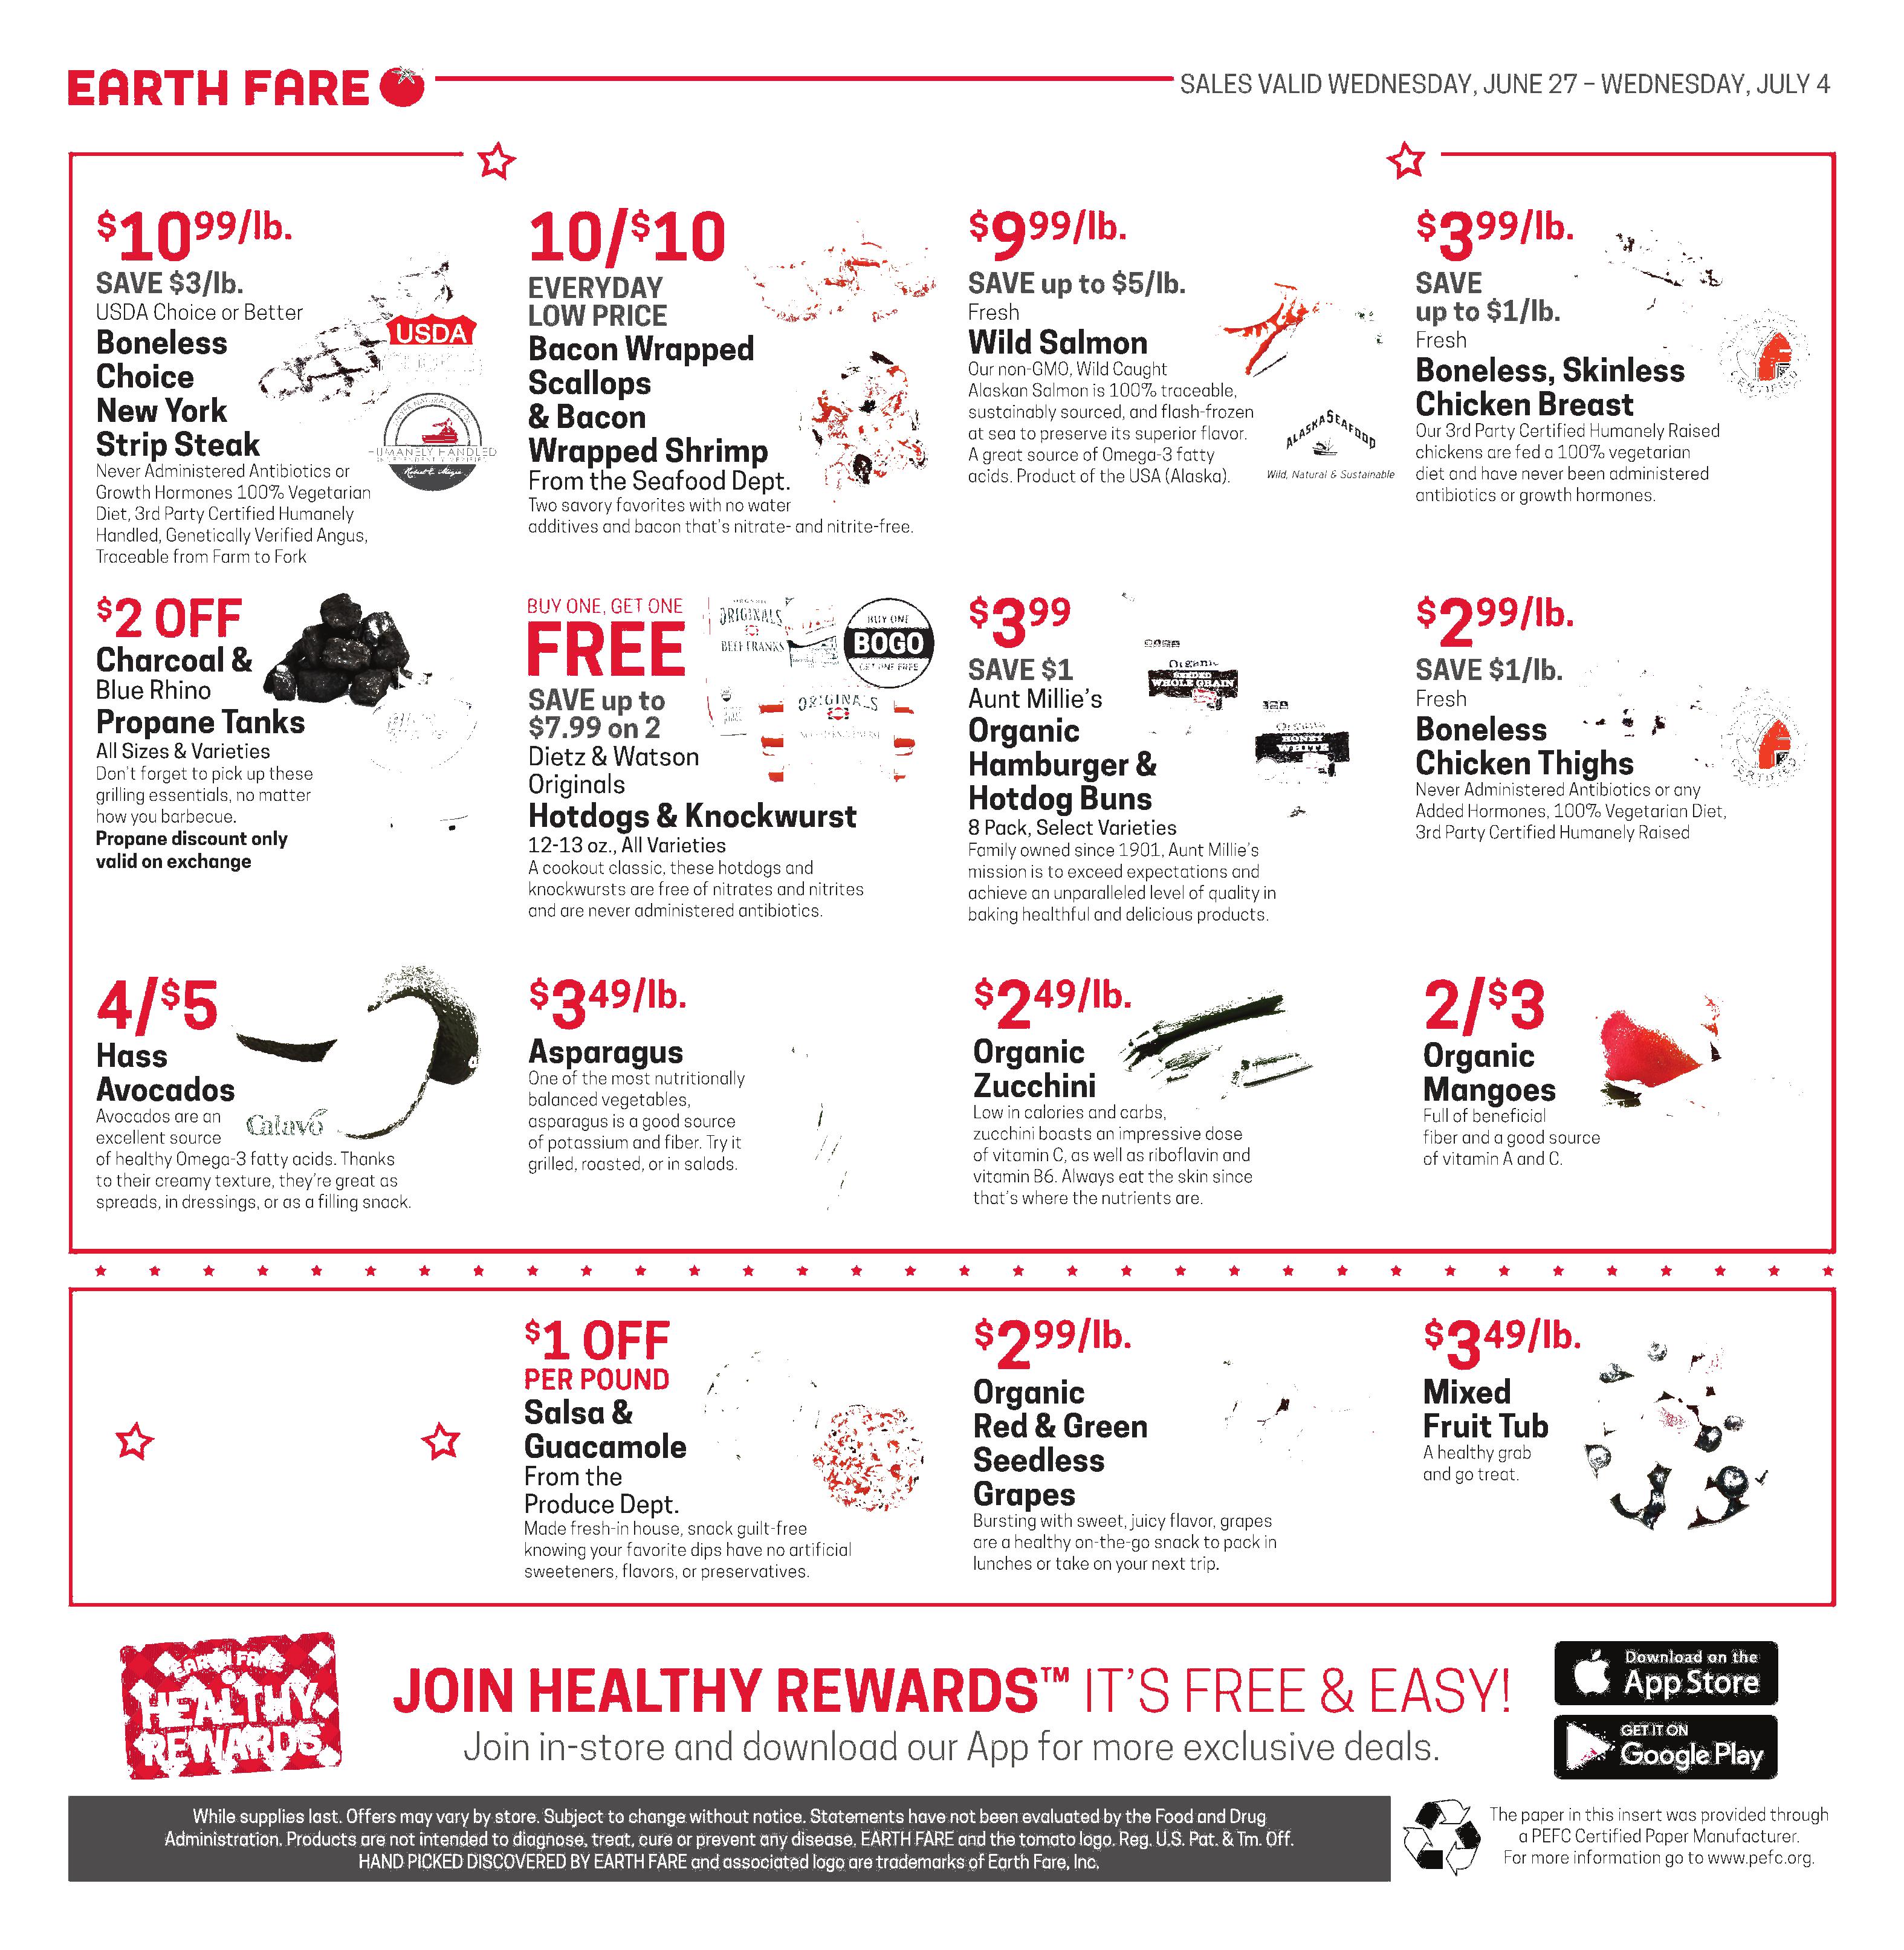 EARTH FARE
SALES VALID WEDNESDAY, JUNE 27 – WEDNESDAY, JULY 4
$10 99/lb.
SAVE $3/lb.
USDA Choice or Better
Boneless
Choice
New York
Strip Steak
Never Administered Antibiotics or
Growth Hormones 100% Vegetarian
Diet, 3rd Party Certified Humanely
Handled, Genetically Verified Angus,
Traceable from Farm to Fork
USDA
HUMANELY HANDLED
10/$10
EVERYDAY
LOW PRICE
Bacon Wrapped
Scallops
& Bacon
Wrapped Shrimp
From the Seafood Dept.
Two savory favorites with no water
additives and bacon that's nitrate- and nitrite-free.
$9 99/lb.
SAVE up to $5/lb.
Fresh
Wild Salmon
Our non-GMO, Wild Caught
Alaskan Salmon is 100% traceable,
sustainably sourced, and flash-frozen
at sea to preserve its superior flavor.
A great source of Omega-3 fatty
acids. Product of the USA (Alaska).
ALASKA SEAFOOD
Wild, Natural & Sustainable
$3 99/lb.
SAVE
up to $1/lb.
Fresh
Boneless, Skinless
Chicken Breast
Our 3rd Party Certified Humanely Raised
chickens are fed a 100% vegetarian
diet and have never been administered
antibiotics or growth hormones.
CERTIFIED
$2 OFF
Charcoal &
Blue Rhino
Propane Tanks
All Sizes & Varieties
Don't forget to pick up these
grilling essentials, no matter
how you barbecue.
Propane discount only
valid on exchange
BUY ONE, GET ONE
FREE
SAVE up to
$7.99 on 2
Dietz & Watson
Originals
Hotdogs & Knockwurst
12-13 oz., All Varieties
A cookout classic, these hotdogs and
knockwursts are free of nitrates and nitrites
and are never administered antibiotics.
ORIGINALS
BEEF FRANKS
ORIGINALS
BUY ONE
BOGO
GET ONE FREE
$3 99
SAVE $1
Aunt Millie's
Organic
Hamburger &
Hotdog Buns
8 Pack, Select Varieties
Family owned since 1901, Aunt Millie's
mission is to exceed expectations and
achieve an unparalleled level of quality in
baking healthful and delicious products.
Organic
SEEDED
WHOLE GRAIN
Organic
HONEY
WHITE
$2 99/lb.
SAVE $1/lb.
Fresh
Boneless
Chicken Thighs
Never Administered Antibiotics or any
Added Hormones, 100% Vegetarian Diet,
3rd Party Certified Humanely Raised
CERTIFIED
4/$5
Hass
Avocados
Avocados are an
excellent source
of healthy Omega-3 fatty acids. Thanks
to their creamy texture, they're great as
spreads, in dressings, or as a filling snack.
Calavo
$3 49/lb.
Asparagus
One of the most nutritionally
balanced vegetables,
asparagus is a good source
of potassium and fiber. Try it
grilled, roasted, or in salads.
$2 49/lb.
Organic
Zucchini
Low in calories and carbs,
zucchini boasts an impressive dose
of vitamin C, as well as riboflavin and
vitamin B6. Always eat the skin since
that's where the nutrients are.
2/$3
Organic
Mangoes
Full of beneficial
fiber and a good source
of vitamin A and C.
$1 OFF
PER POUND
Salsa &
Guacamole
From the
Produce Dept.
Made fresh-in house, snack guilt-free
knowing your favorite dips have no artificial
sweeteners, flavors, or preservatives.
$2 99/lb.
Organic
Red & Green
Seedless
Grapes
Bursting with sweet, juicy flavor, grapes
are a healthy on-the-go snack to pack in
lunches or take on your next trip.
$3 49/lb.
Mixed
Fruit Tub
A healthy grab
and go treat.
EARTH FARE
HEALTHY
REWARDS
JOIN HEALTHY REWARDS™ IT'S FREE & EASY!
Join in-store and download our App for more exclusive deals.
Download on the
App Store
GET IT ON
Google Play
While supplies last. Offers may vary by store. Subject to change without notice. Statements have not been evaluated by the Food and Drug
Administration. Products are not intended to diagnose, treat, cure or prevent any disease, EARTH FARE and the tomato logo. Reg. U.S. Pat. & Tm. Off.
HAND PICKED DISCOVERED BY EARTH FARE and associated logo are trademarks of Earth Fare, Inc.
The paper in this insert was provided through
a PEFC Certified Paper Manufacturer.
For more information go to www.pefc.org.